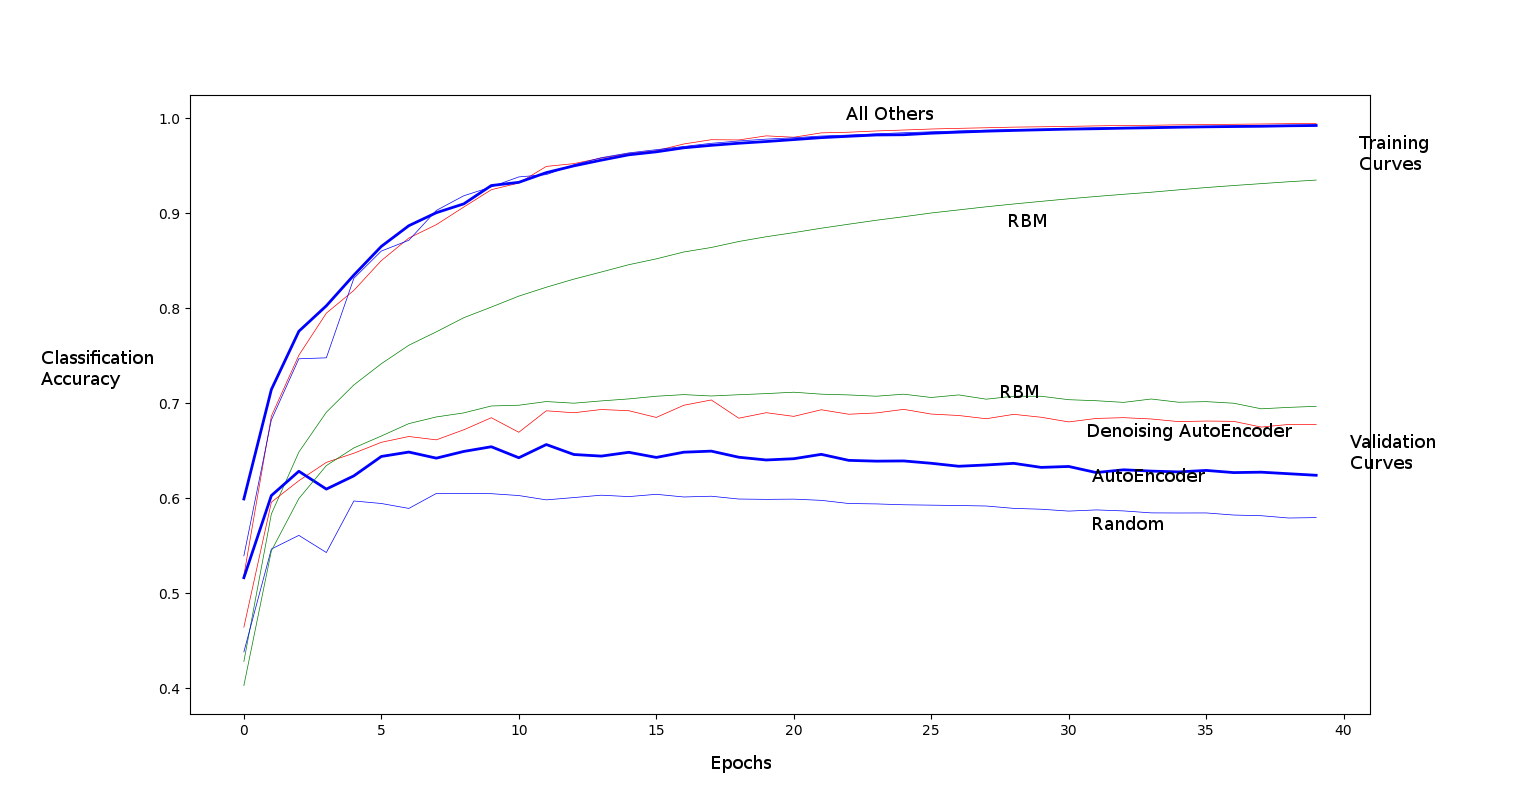 All Others
1.0
Training
Curves
0.9
RBM
0.8
Classification
Accuracy
0.7
RBM
Denoising AutoEncoder
Validation
Curves
AutoEncoder
0.6
Random
0.5
0.4
0 5 10 15 20 25 30 35 40
Epochs